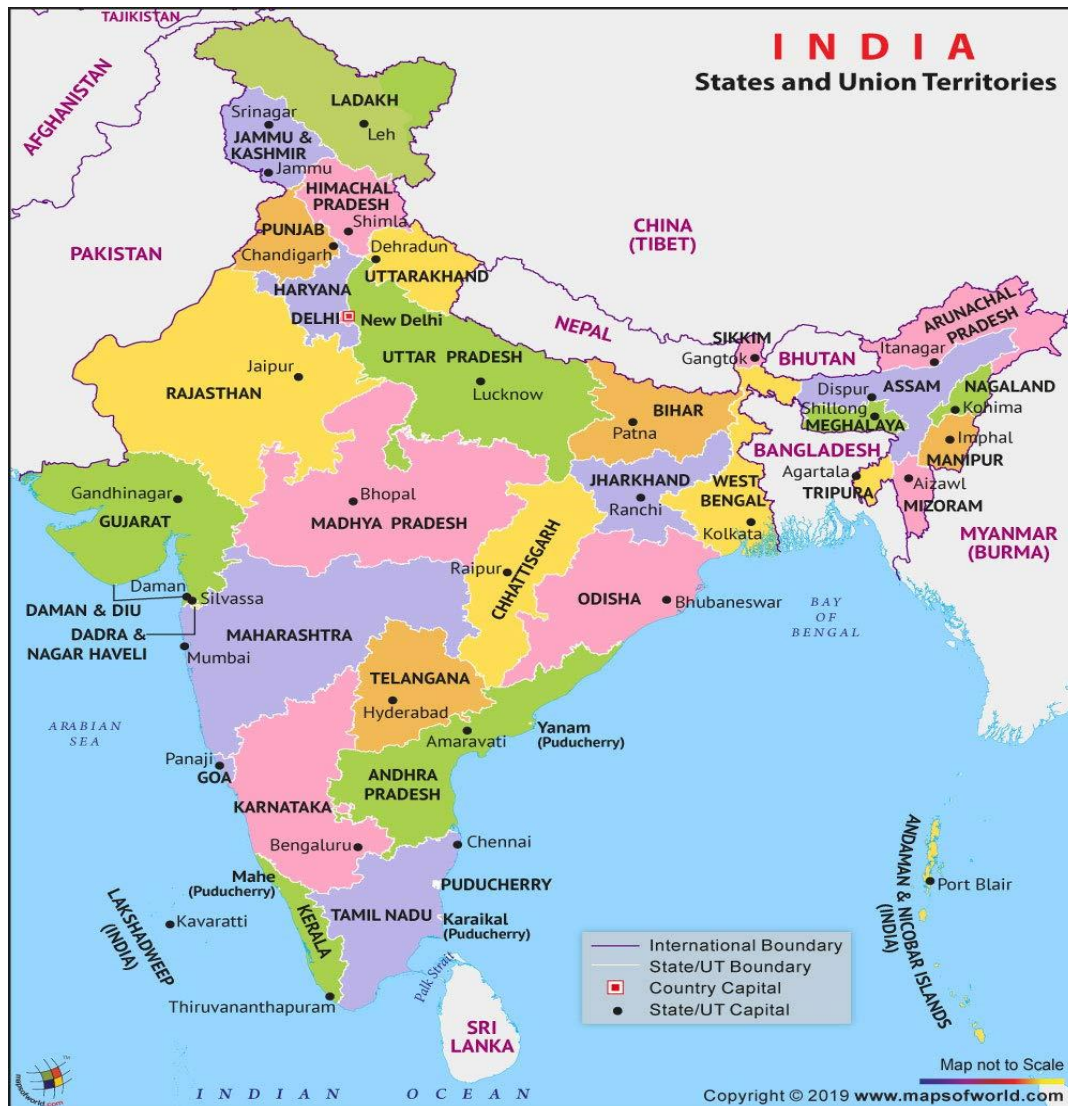 TAJIKISTAN
INDIA
States and Union Territories
AFGHANISTAN
LADAKH
Srinagar
Leh
JAMMU &
KASHMIR
Jammu
HIMACHAL
PRADESH
Shimla
PUNJAB
Chandigarh
PAKISTAN
CHINA
(TIBET)
Dehradun
UTTARAKHAND
HARYANA
DELHI
New Delhi
NEPAL
SIKKIM
Gangtok
BHUTAN
ARUNACHAL
PRADESH
Itanagar
UTTAR PRADESH
Lucknow
Jaipur
RAJASTHAN
BIHAR
Patna
Dispur
ASSAM
NAGALAND
Kohima
Shillong
MEGHALAYA
BANGLADESH
Imphal
MANIPUR
Agartala
TRIPURA
Aizawl
MIZORAM
MYANMAR
(BURMA)
Gandhinagar
GUJARAT
Bhopal
MADHYA PRADESH
JHARKHAND
Ranchi
WEST
BENGAL
Kolkata
Raipur
CHHATTISGARH
ODISHA
Bhubaneswar
BAY
OF
BENGAL
Daman
Silvassa
DAMAN & DIU
DADRA &
NAGAR HAVELI
MAHARASHTRA
Mumbai
TELANGANA
Hyderabad
ARABIAN
SEA
Yanam
(Puducherry)
Amaravati
Panaji
GOA
ANDHRA
PRADESH
KARNATAKA
Bengaluru
Chennai
Mahe
(Puducherry)
PUDUCHERRY
TAMIL NADU
Karaikal
(Puducherry)
KERALA
LAKSHADWEEP
(INDIA)
Kavaratti
Thiruvananthapuram
Palk Strait
SRI
LANKA
ANDAMAN & NICOBAR ISLANDS
(INDIA)
Port Blair
International Boundary
State/UT Boundary
Country Capital
State/UT Capital
INDIAN OCEAN
mapsofworld.com
TM
Map not to Scale
Copyright © 2019 www.mapsofworld.com